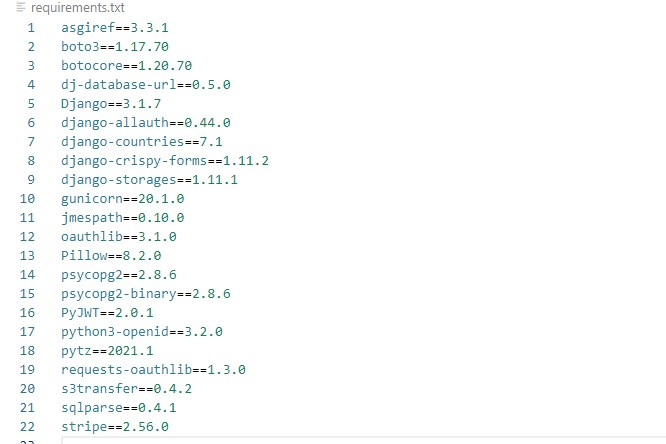 requirements.txt
1 asgiref==3.3.1
2 boto3==1.17.70
3 botocore==1.20.70
4 dj-database-url==0.5.0
5 Django==3.1.7
6 django-allauth==0.44.0
7 django-countries==7.1
8 django-crispy-forms==1.11.2
9 django-storages==1.11.1
10 gunicorn==20.1.0
11 jmespath==0.10.0
12 oauthlib==3.1.0
13 Pillow==8.2.0
14 psycopg2==2.8.6
15 psycopg2-binary==2.8.6
16 PyJWT==2.0.1
17 python3-openid==3.2.0
18 pytz==2021.1
19 requests-oauthlib==1.3.0
20 s3transfer==0.4.2
21 sqlparse==0.4.1
22 stripe==2.56.0